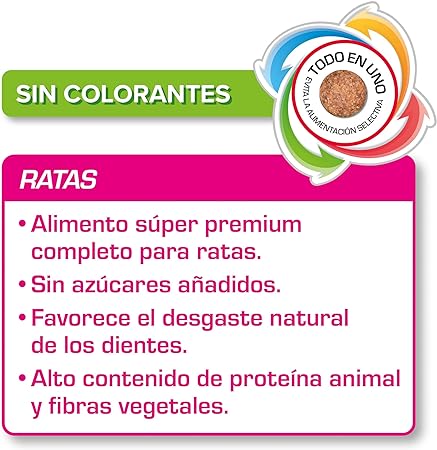 TODO EN UNO
EVITA LA ALIMENTACIÓN SELECTIVA
SIN COLORANTES
RATAS
• Alimento súper premium
completo para ratas.
• Sin azúcares añadidos.
• Favorece el desgaste natural
de los dientes.
• Alto contenido de proteína animal
y fibras vegetales.